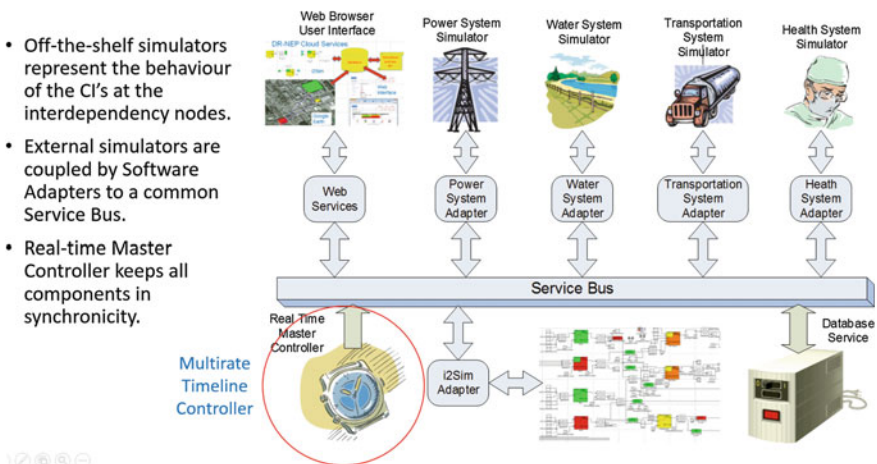 • Off-the-shelf simulators
represent the behaviour
of the CI's at the
interdependency nodes.
• External simulators are
coupled by Software
Adapters to a common
Service Bus.
• Real-time Master
Controller keeps all
components in
synchronicity.
Web Browser
User Interface
DR-NEP Cloud Services
Power System
Simulator
Water System
Simulator
Transportation
System
Simulator
Health System
Simulator
Web
Services
Power
System
Adapter
Water
System
Adapter
Transportation
System
Adapter
Heath
System
Adapter
Service Bus
Real Time
Master
Controller
Multirate
Timeline
Controller
i2Sim
Adapter
Database
Service